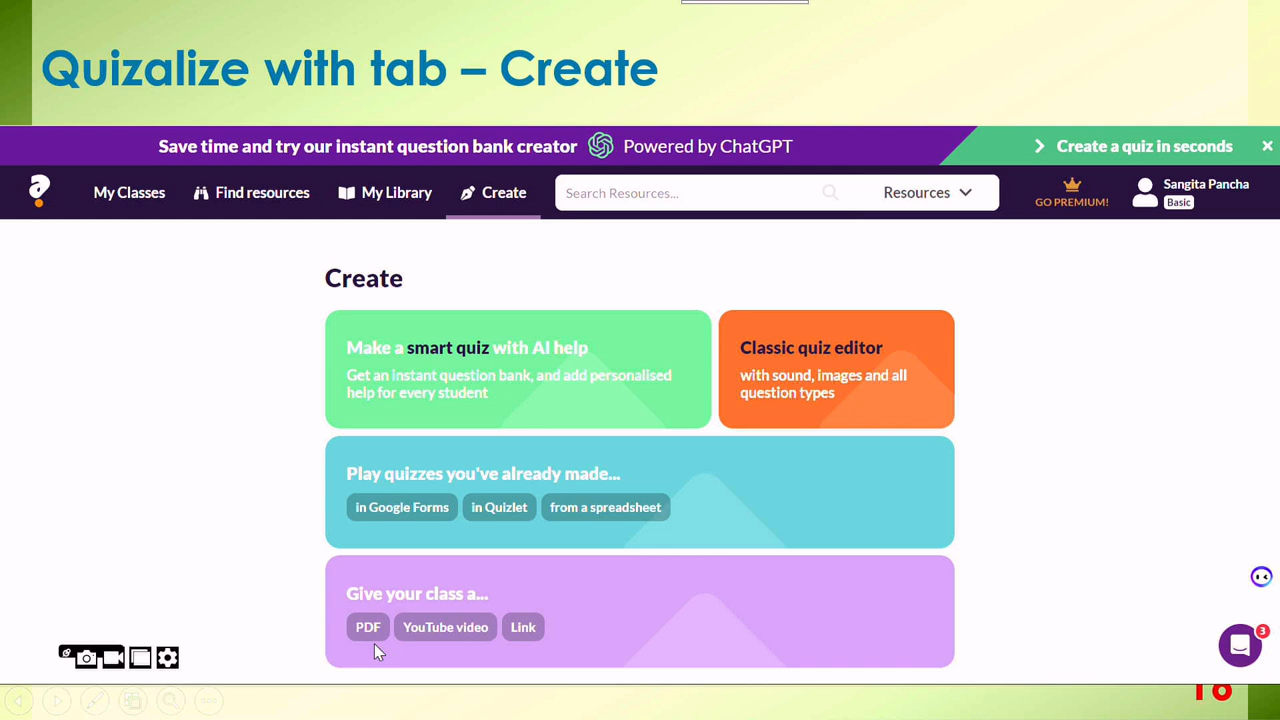 Quizalize with tab – Create
Save time and try our instant question bank creator Powered by ChatGPT
Create a quiz in seconds
My Classes Find resources My Library Create Search Resources... Resources GO PREMIUM! Sangita Pancha
Basic
Create
Make a smart quiz with AI help
Get an instant question bank, and add personalised
help for every student
Classic quiz editor
with sound, images and all
question types
Play quizzes you've already made...
in Google Forms in Quizlet from a spreadsheet
Give your class a...
PDF YouTube video Link
3